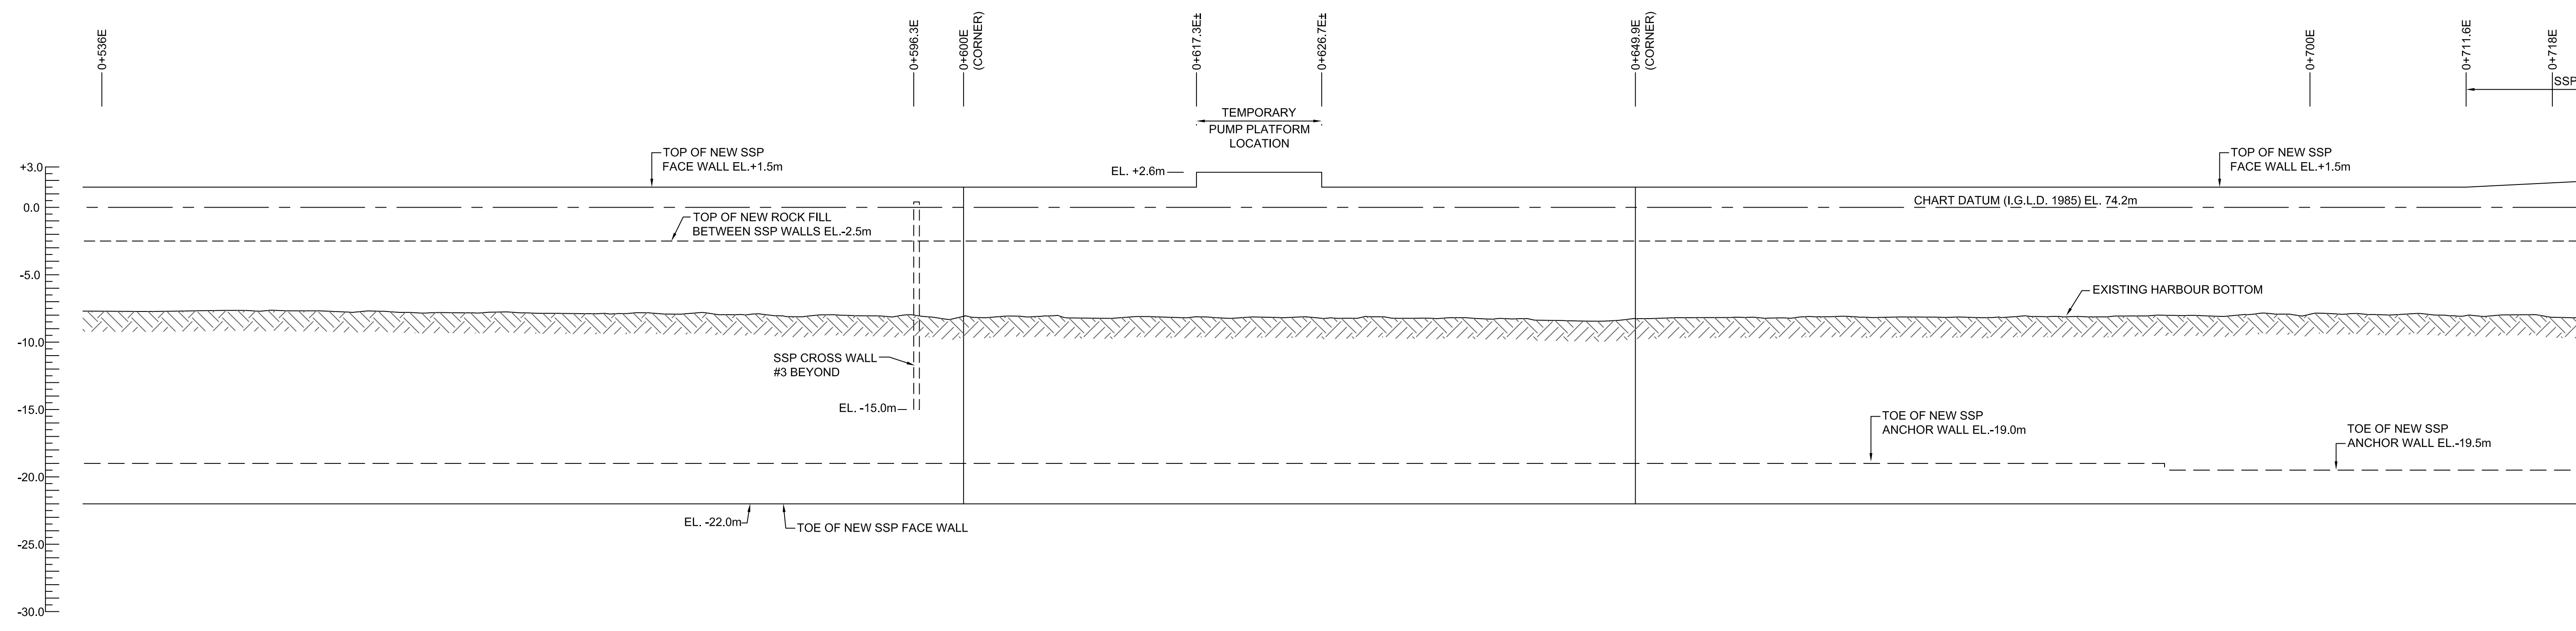 0+536E
0+596.3E
0+600E
(CORNER)
0+617.3E±
0+626.7E±
0+649.9E
(CORNER)
0+700E
0+711.6E
0+718E
SSP
TEMPORARY
PUMP PLATFORM
LOCATION
TOP OF NEW SSP
FACE WALL EL.+1.5m
EL. +2.6m
TOP OF NEW SSP
FACE WALL EL.+1.5m
+3.0
0.0
-5.0
-10.0
-15.0
-20.0
-25.0
-30.0
CHART DATUM (I.G.L.D. 1985) EL. 74.2m
TOP OF NEW ROCK FILL
BETWEEN SSP WALLS EL.-2.5m
EXISTING HARBOUR BOTTOM
SSP CROSS WALL
#3 BEYOND
EL. -15.0m
TOE OF NEW SSP
ANCHOR WALL EL.-19.0m
TOE OF NEW SSP
ANCHOR WALL EL.-19.5m
EL. -22.0m
TOE OF NEW SSP FACE WALL